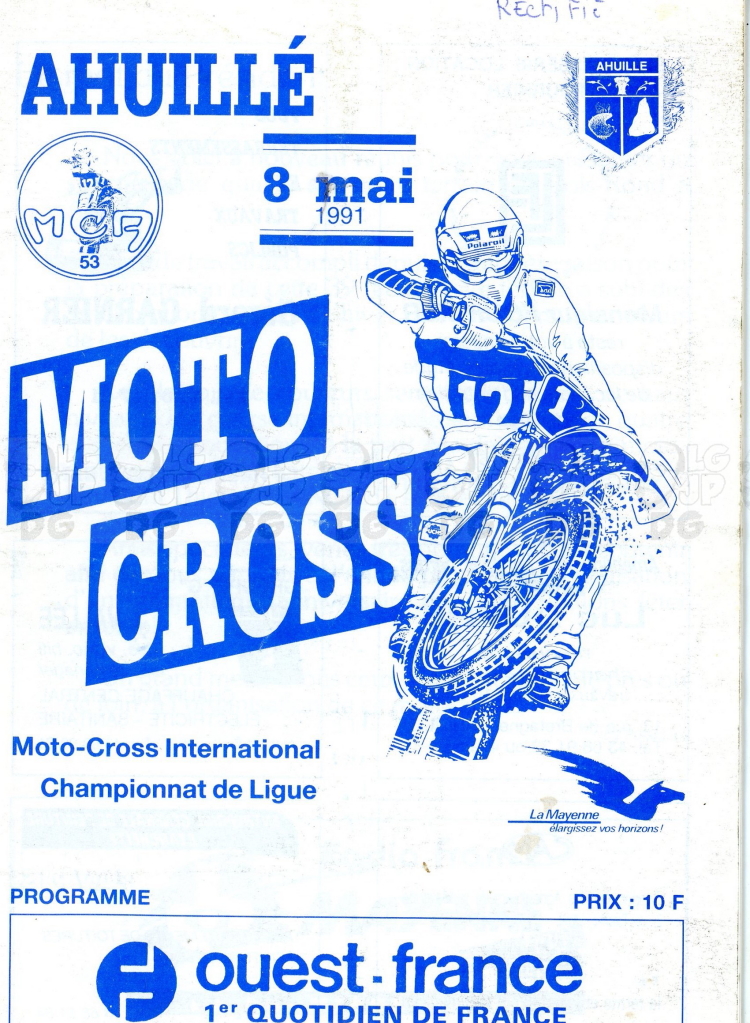 Rectifié
AHUILLÉ
AHUILLE
MCA
53
8 mai
1991
Polaroil
12
1
MOTO
CROSS
Moto-Cross International
Championnat de Ligue
La Mayenne
élargissez vos horizons!
PROGRAMME
PRIX : 10 F
ouest-france
1er QUOTIDIEN DE FRANCE